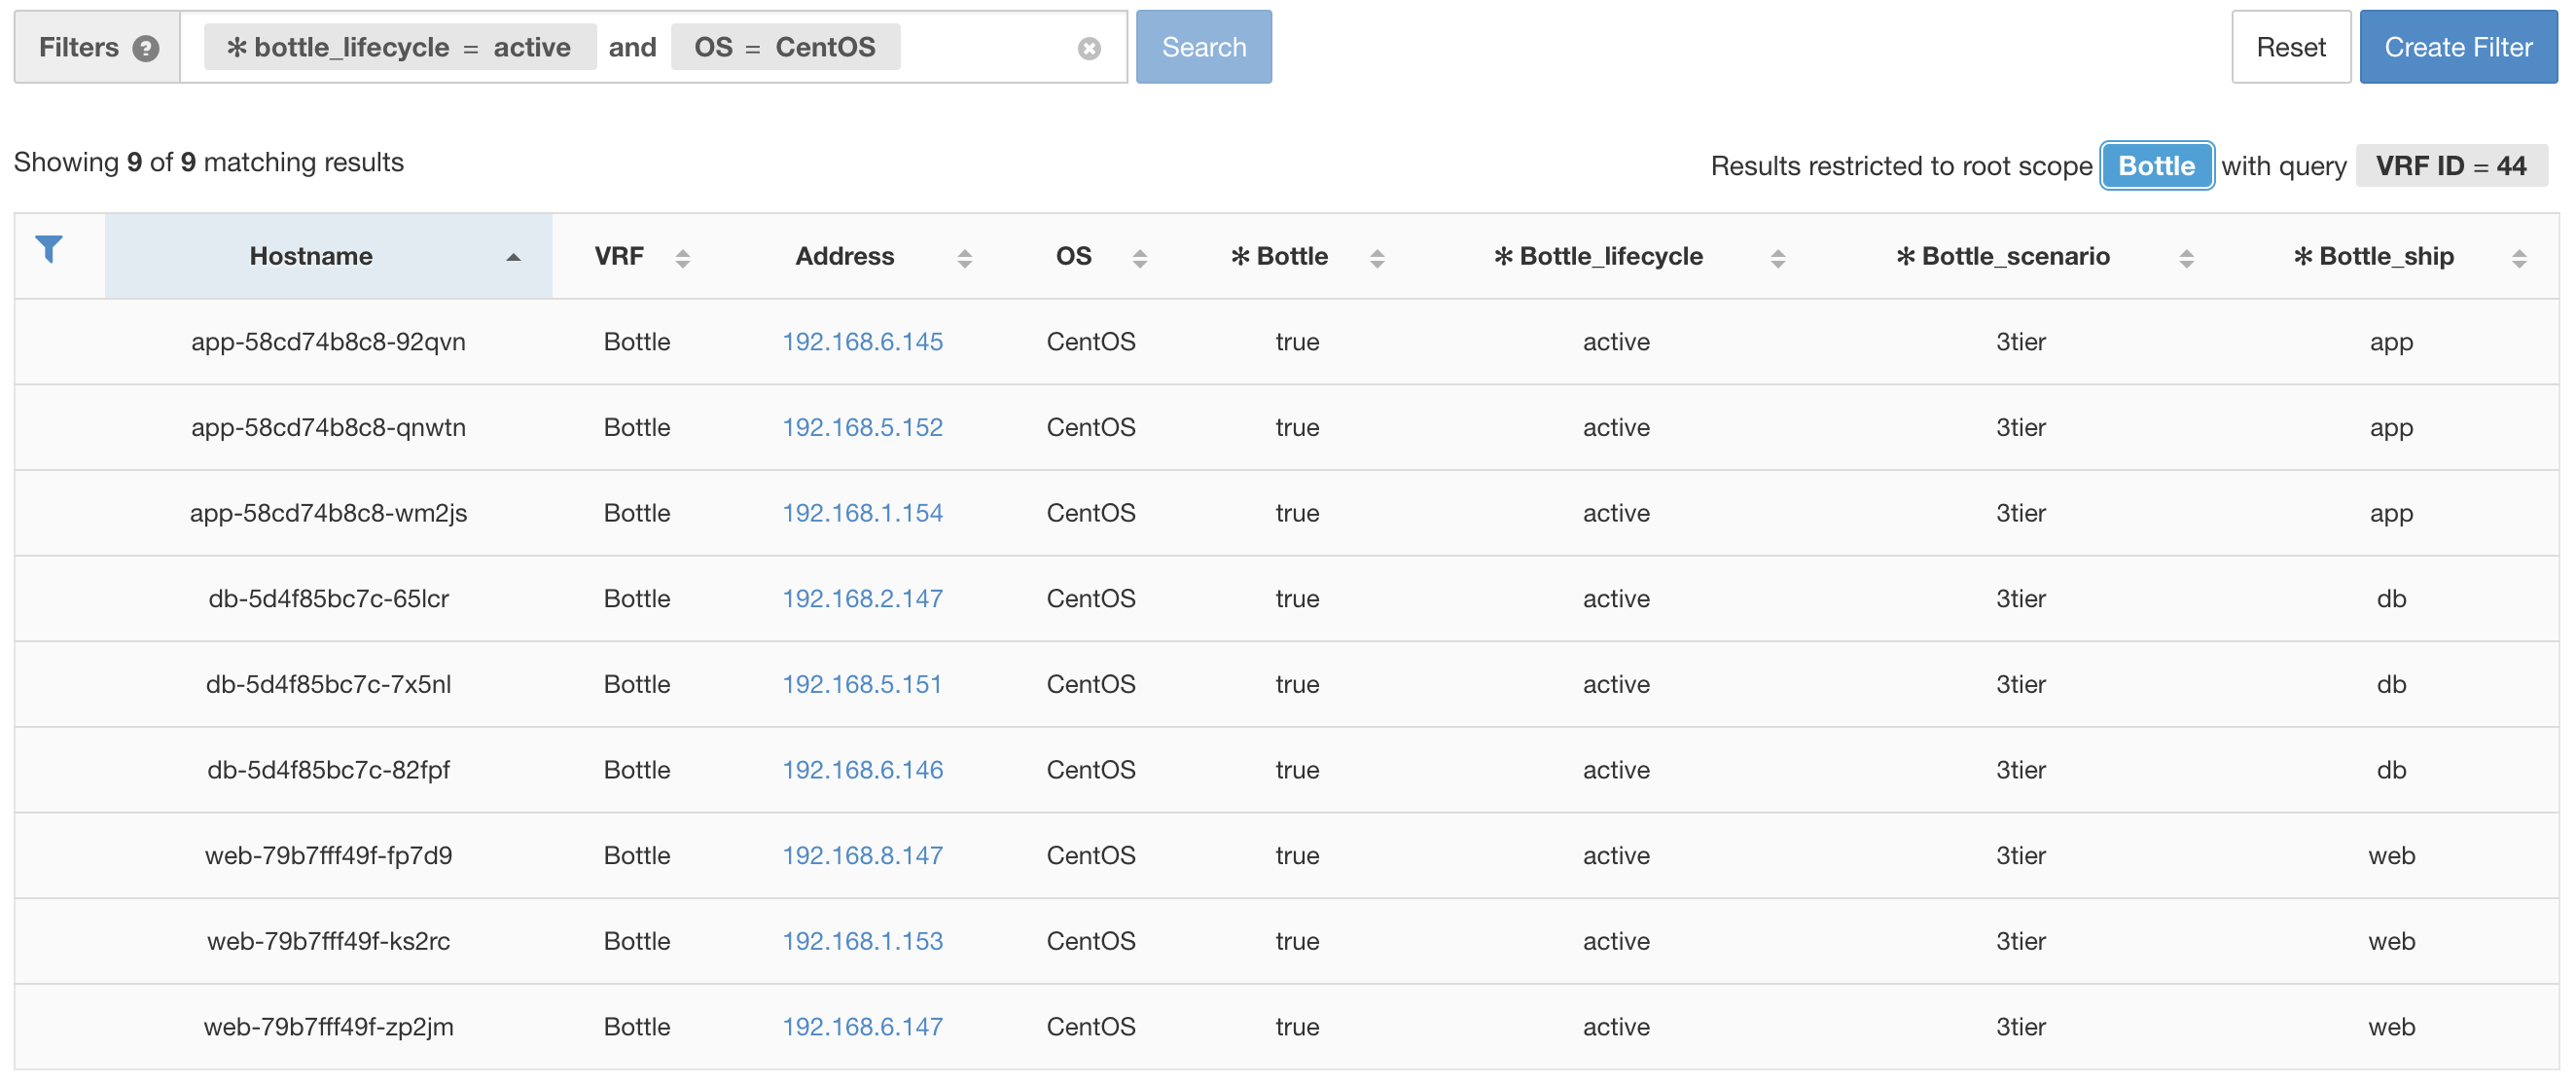 Filters ? ✻ bottle_lifecycle = active and OS = CentOS Search Reset Create Filter
Showing 9 of 9 matching results Results restricted to root scope Bottle with query VRF ID = 44
Hostname VRF Address OS ✻ Bottle ✻ Bottle_lifecycle ✻ Bottle_scenario ✻ Bottle_ship
app-58cd74b8c8-92qvn Bottle 192.168.6.145 CentOS true active 3tier app
app-58cd74b8c8-qnwtn Bottle 192.168.5.152 CentOS true active 3tier app
app-58cd74b8c8-wm2js Bottle 192.168.1.154 CentOS true active 3tier app
db-5d4f85bc7c-65lcr Bottle 192.168.2.147 CentOS true active 3tier db
db-5d4f85bc7c-7x5nl Bottle 192.168.5.151 CentOS true active 3tier db
db-5d4f85bc7c-82fpf Bottle 192.168.6.146 CentOS true active 3tier db
web-79b7fff49f-fp7d9 Bottle 192.168.8.147 CentOS true active 3tier web
web-79b7fff49f-ks2rc Bottle 192.168.1.153 CentOS true active 3tier web
web-79b7fff49f-zp2jm Bottle 192.168.6.147 CentOS true active 3tier web